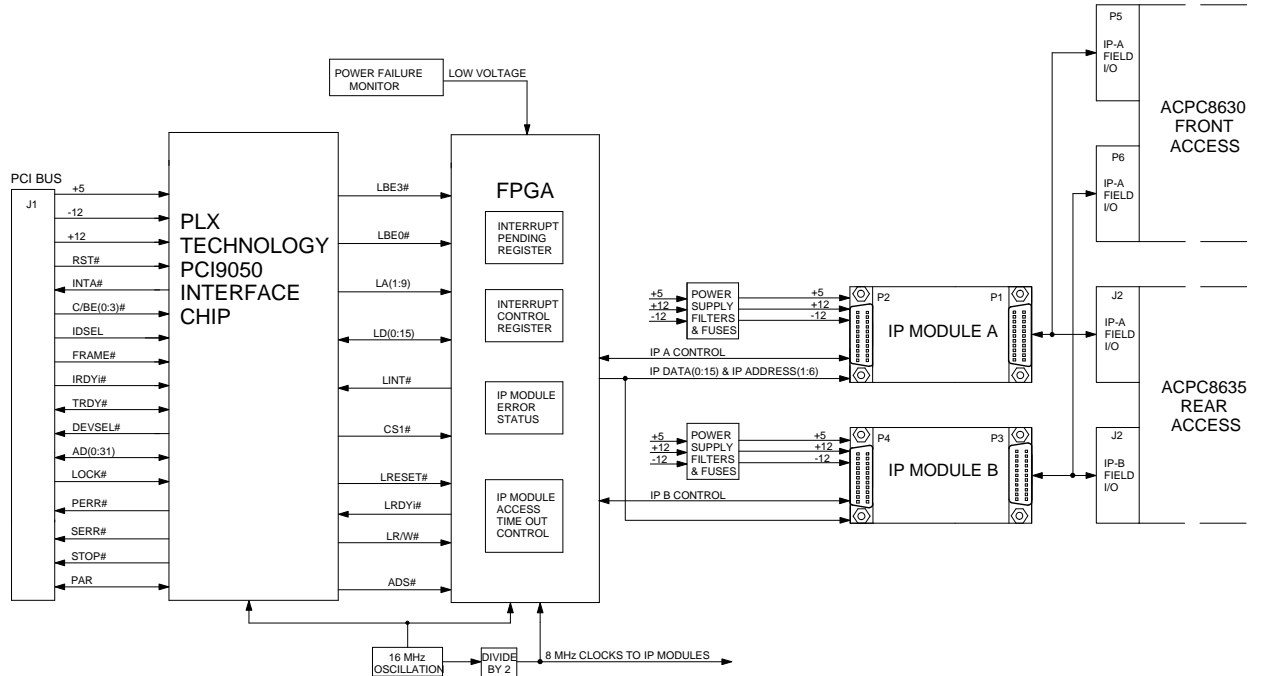 POWER FAILURE
MONITOR
LOW VOLTAGE
PCI BUS
J1
+5
-12
+12
RST#
INTA#
C/BE(0:3)#
IDSEL
FRAME#
IRDYi#
TRDY#
DEVSEL#
AD(0:31)
LOCK#
PERR#
SERR#
STOP#
PAR
PLX
TECHNOLOGY
PCI9050
INTERFACE
CHIP
LBE3#
LBE0#
LA(1:9)
LD(0:15)
LINT#
CS1#
LRESET#
LRDYi#
LR/W#
ADS#
FPGA
INTERRUPT
PENDING
REGISTER
INTERRUPT
CONTROL
REGISTER
IP MODULE
ERROR
STATUS
IP MODULE
ACCESS
TIME OUT
CONTROL
16 MHz
OSCILLATION
DIVIDE
BY 2
8 MHz CLOCKS TO IP MODULES
+5
+12
-12
POWER
SUPPLY
FILTERS
& FUSES
+5
+12
-12
IP A CONTROL
IP DATA(0:15) & IP ADDRESS(1:6)
P2
P1
IP MODULE A
+5
+12
-12
POWER
SUPPLY
FILTERS
& FUSES
+5
+12
-12
IP B CONTROL
P4
P3
IP MODULE B
P5
IP-A
FIELD
I/O
P6
IP-A
FIELD
I/O
ACPC8630
FRONT
ACCESS
J2
IP-A
FIELD
I/O
J2
IP-B
FIELD
I/O
ACPC8635
REAR
ACCESS